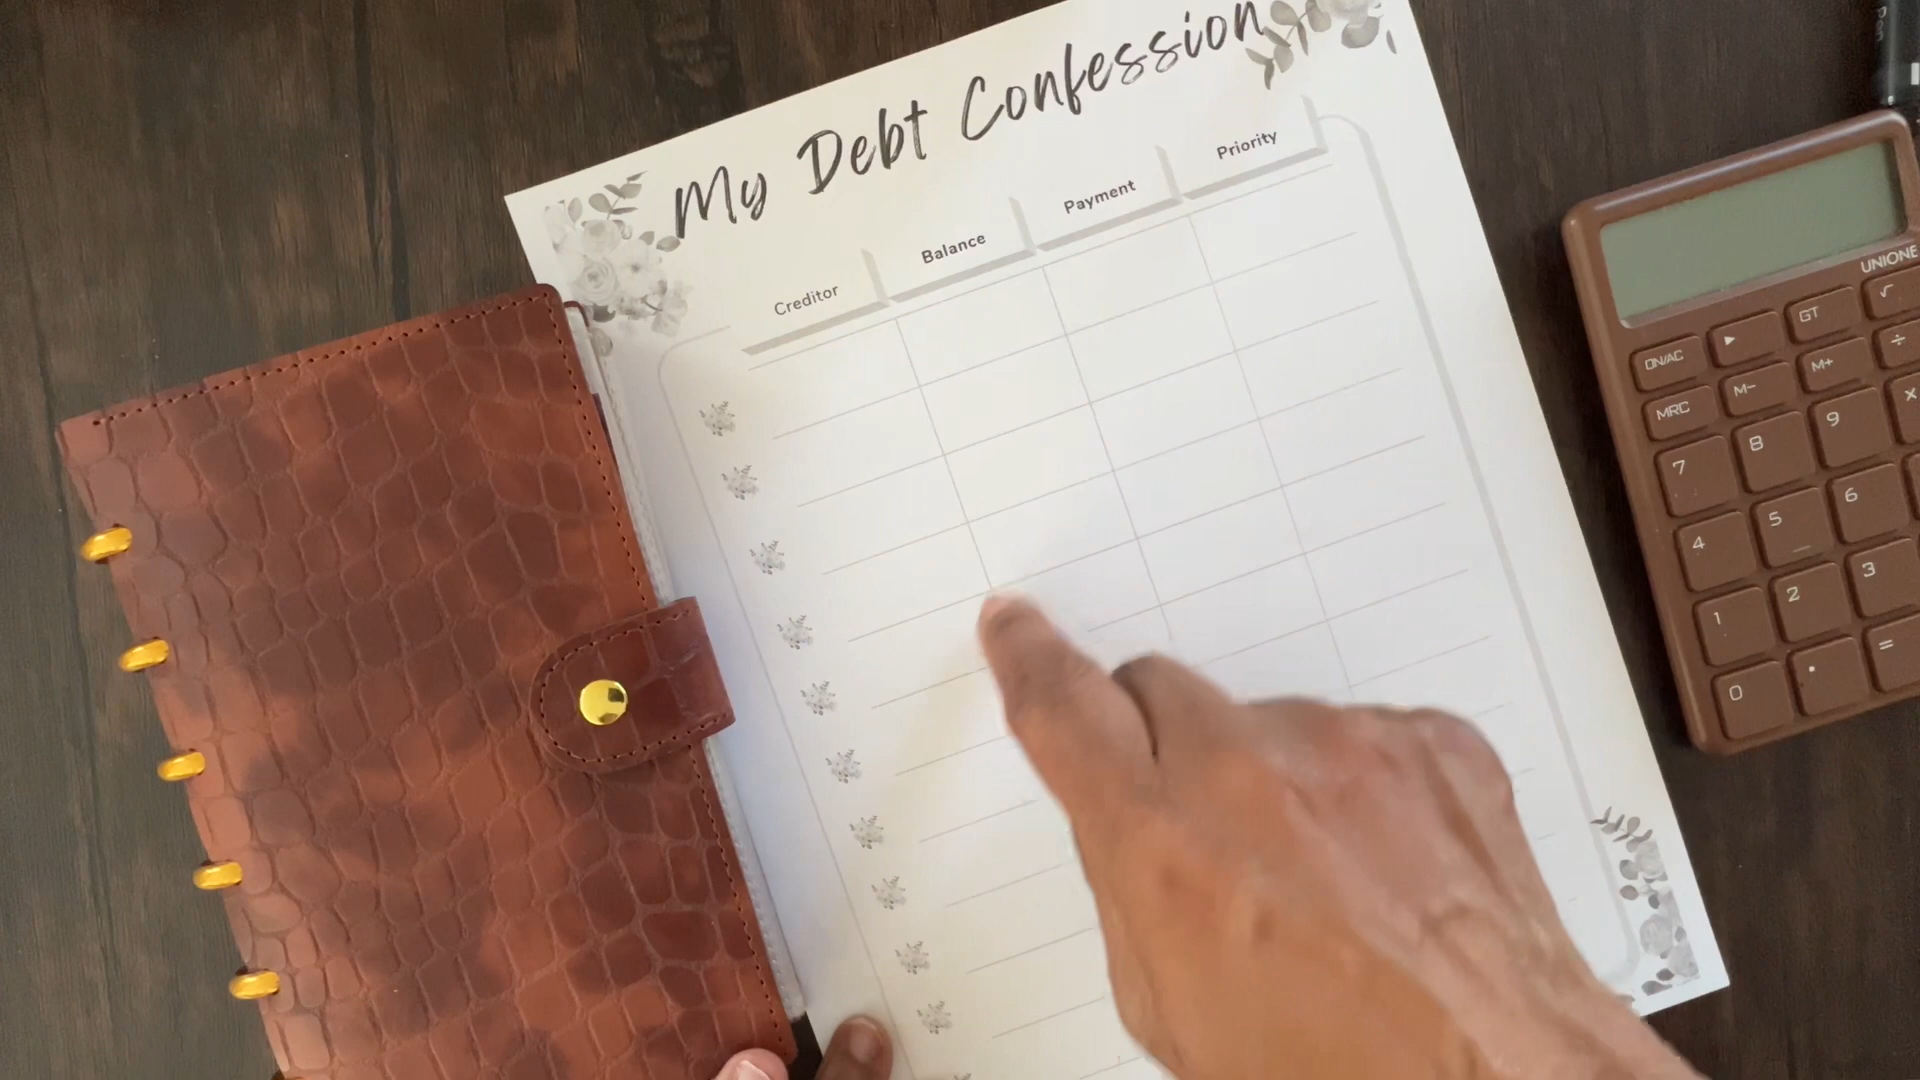 My Debt Confession
Creditor Balance Payment Priority
UNIONE
ON/AC ▶ GT √
MRC M− M+ ÷
7 8 9 ×
4 5 6
1 2 3
0 . =
Pen